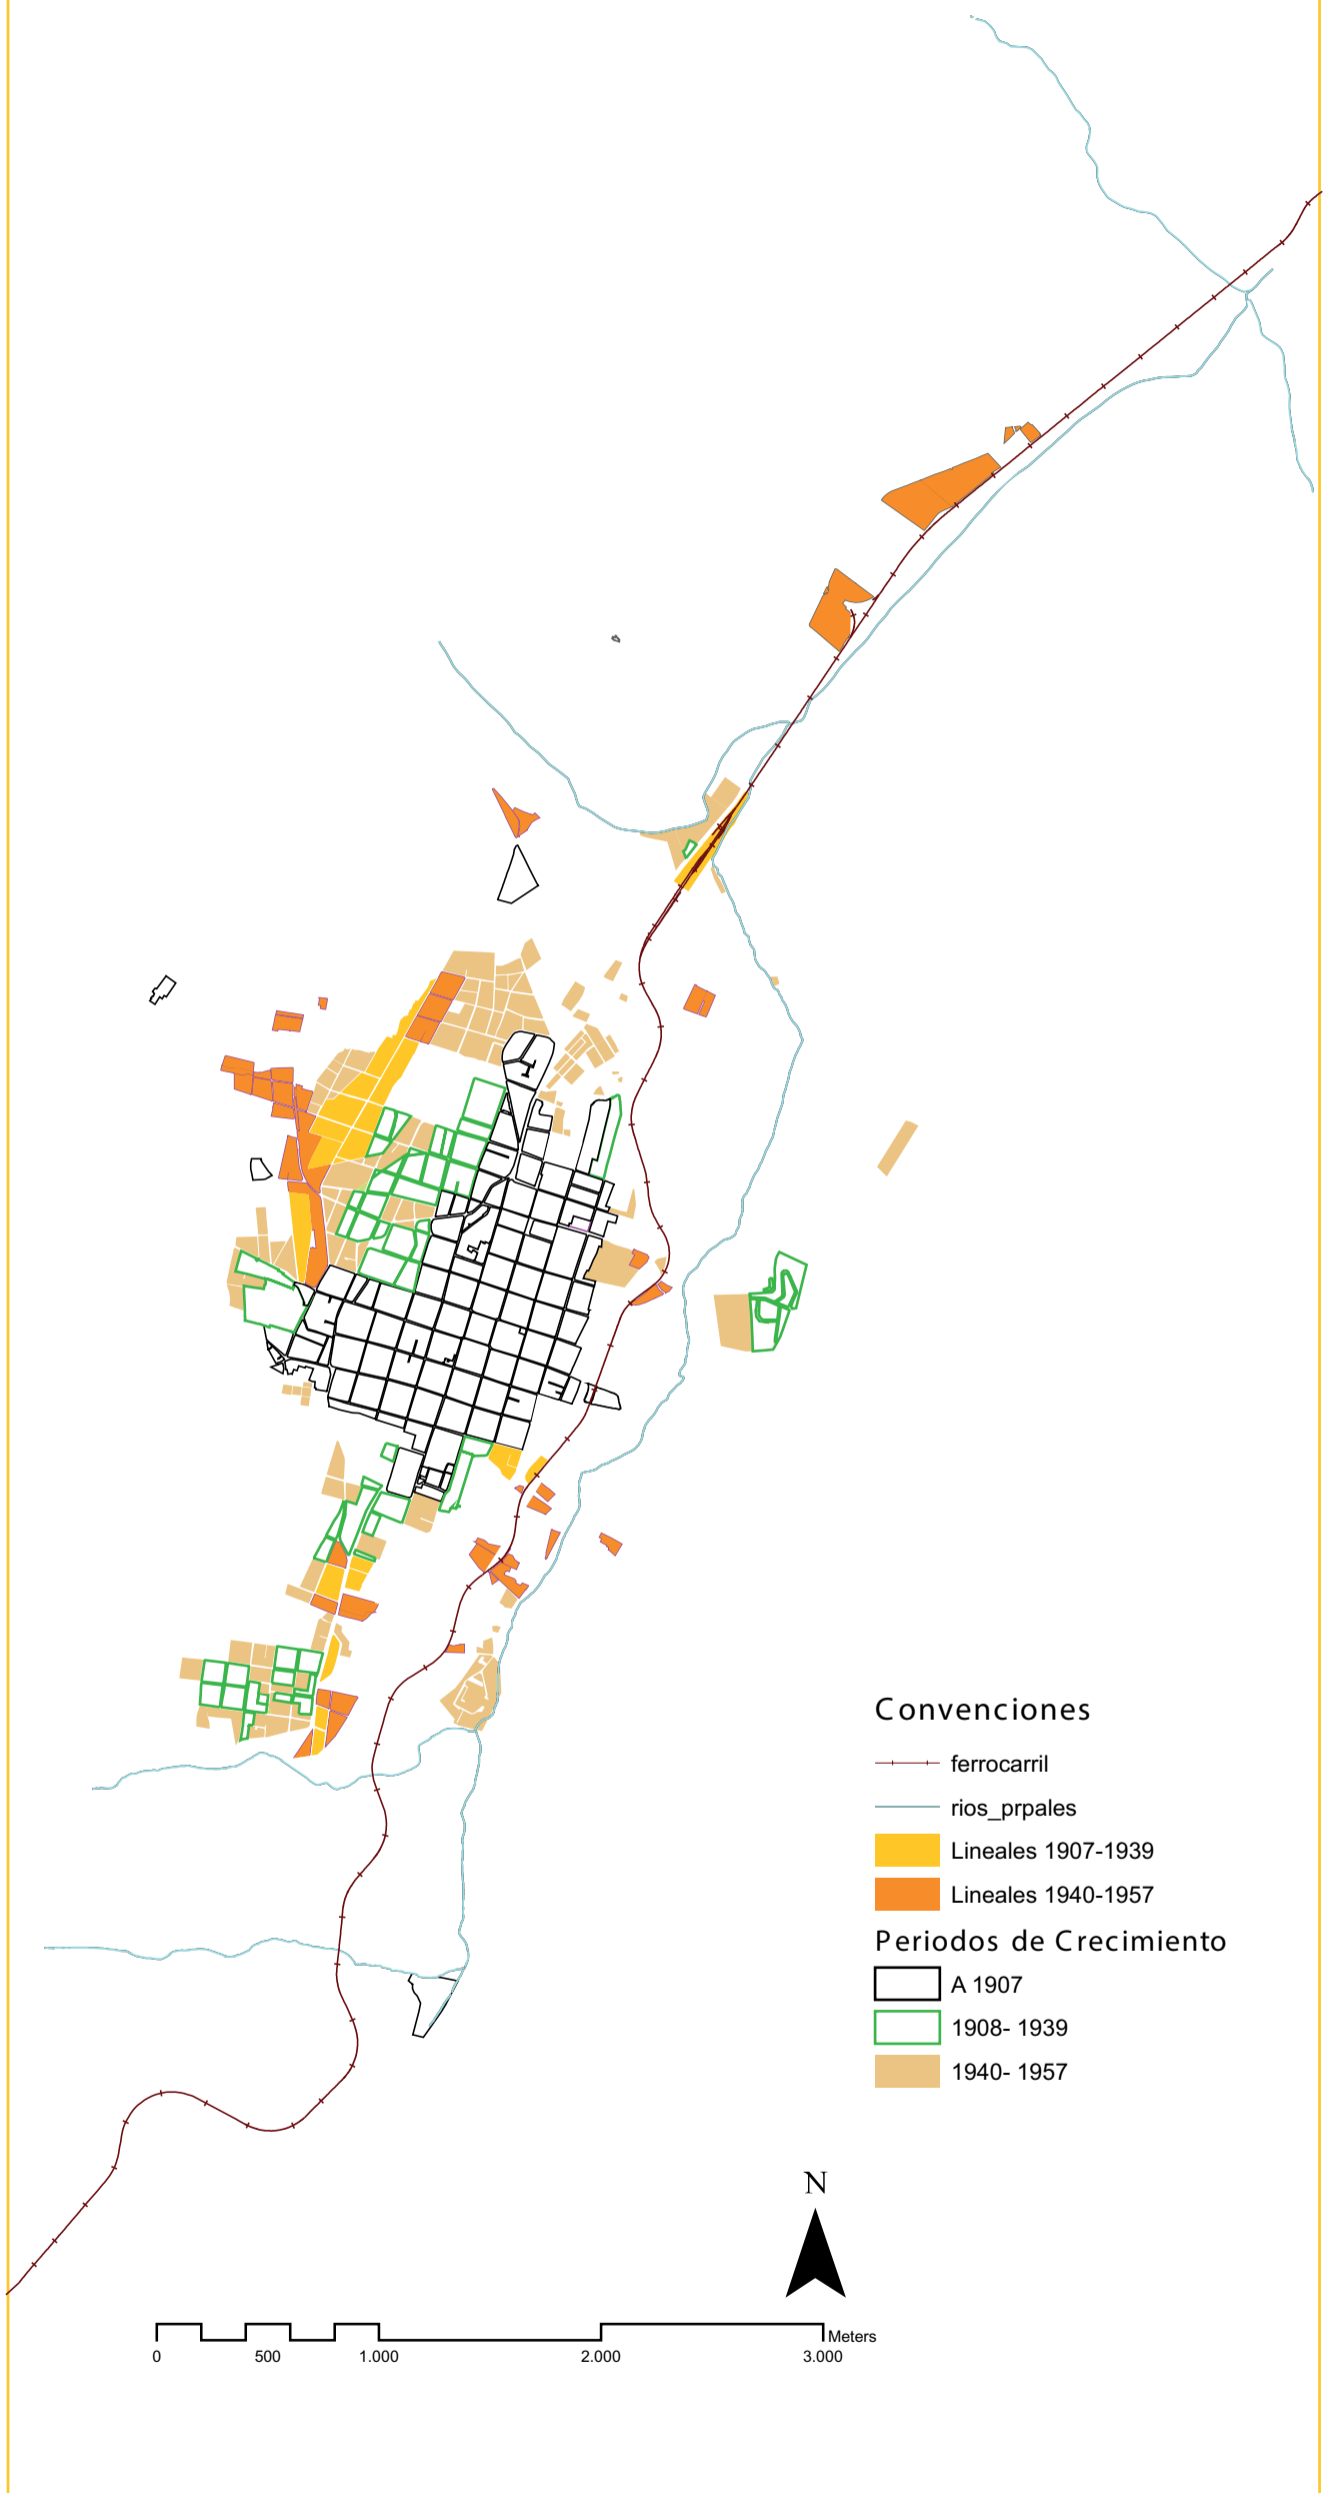 Convenciones
ferrocarril
rios_prpales
Lineales 1907-1939
Lineales 1940-1957
Periodos de Crecimiento
A 1907
1908- 1939
1940- 1957
N
Meters
0 500 1.000 2.000 3.000